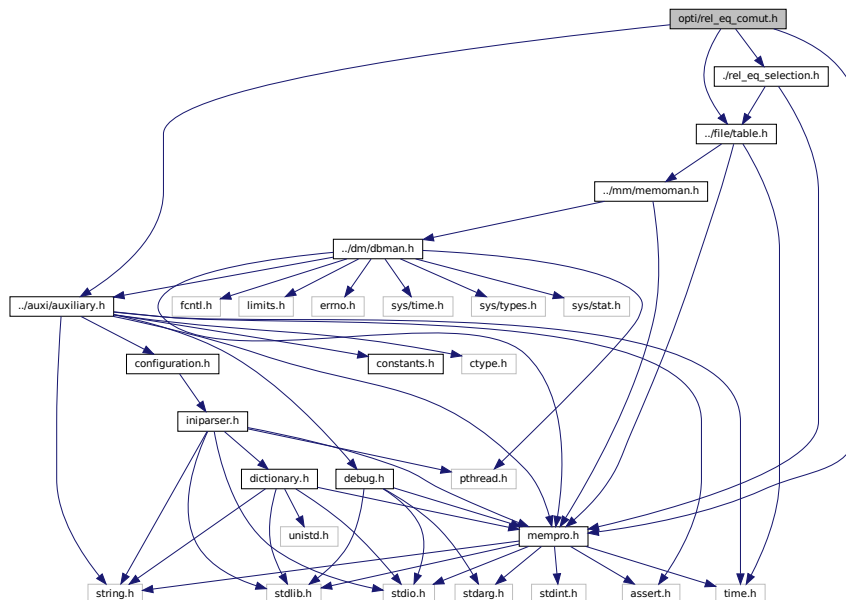 opti/rel_eq_comut.h
./rel_eq_selection.h
../file/table.h
../mm/memoman.h
../dm/dbman.h
../auxi/auxiliary.h
fcntl.h
limits.h
errno.h
sys/time.h
sys/types.h
sys/stat.h
configuration.h
constants.h
ctype.h
iniparser.h
dictionary.h
debug.h
pthread.h
unistd.h
mempro.h
string.h
stdlib.h
stdio.h
stdarg.h
stdint.h
assert.h
time.h